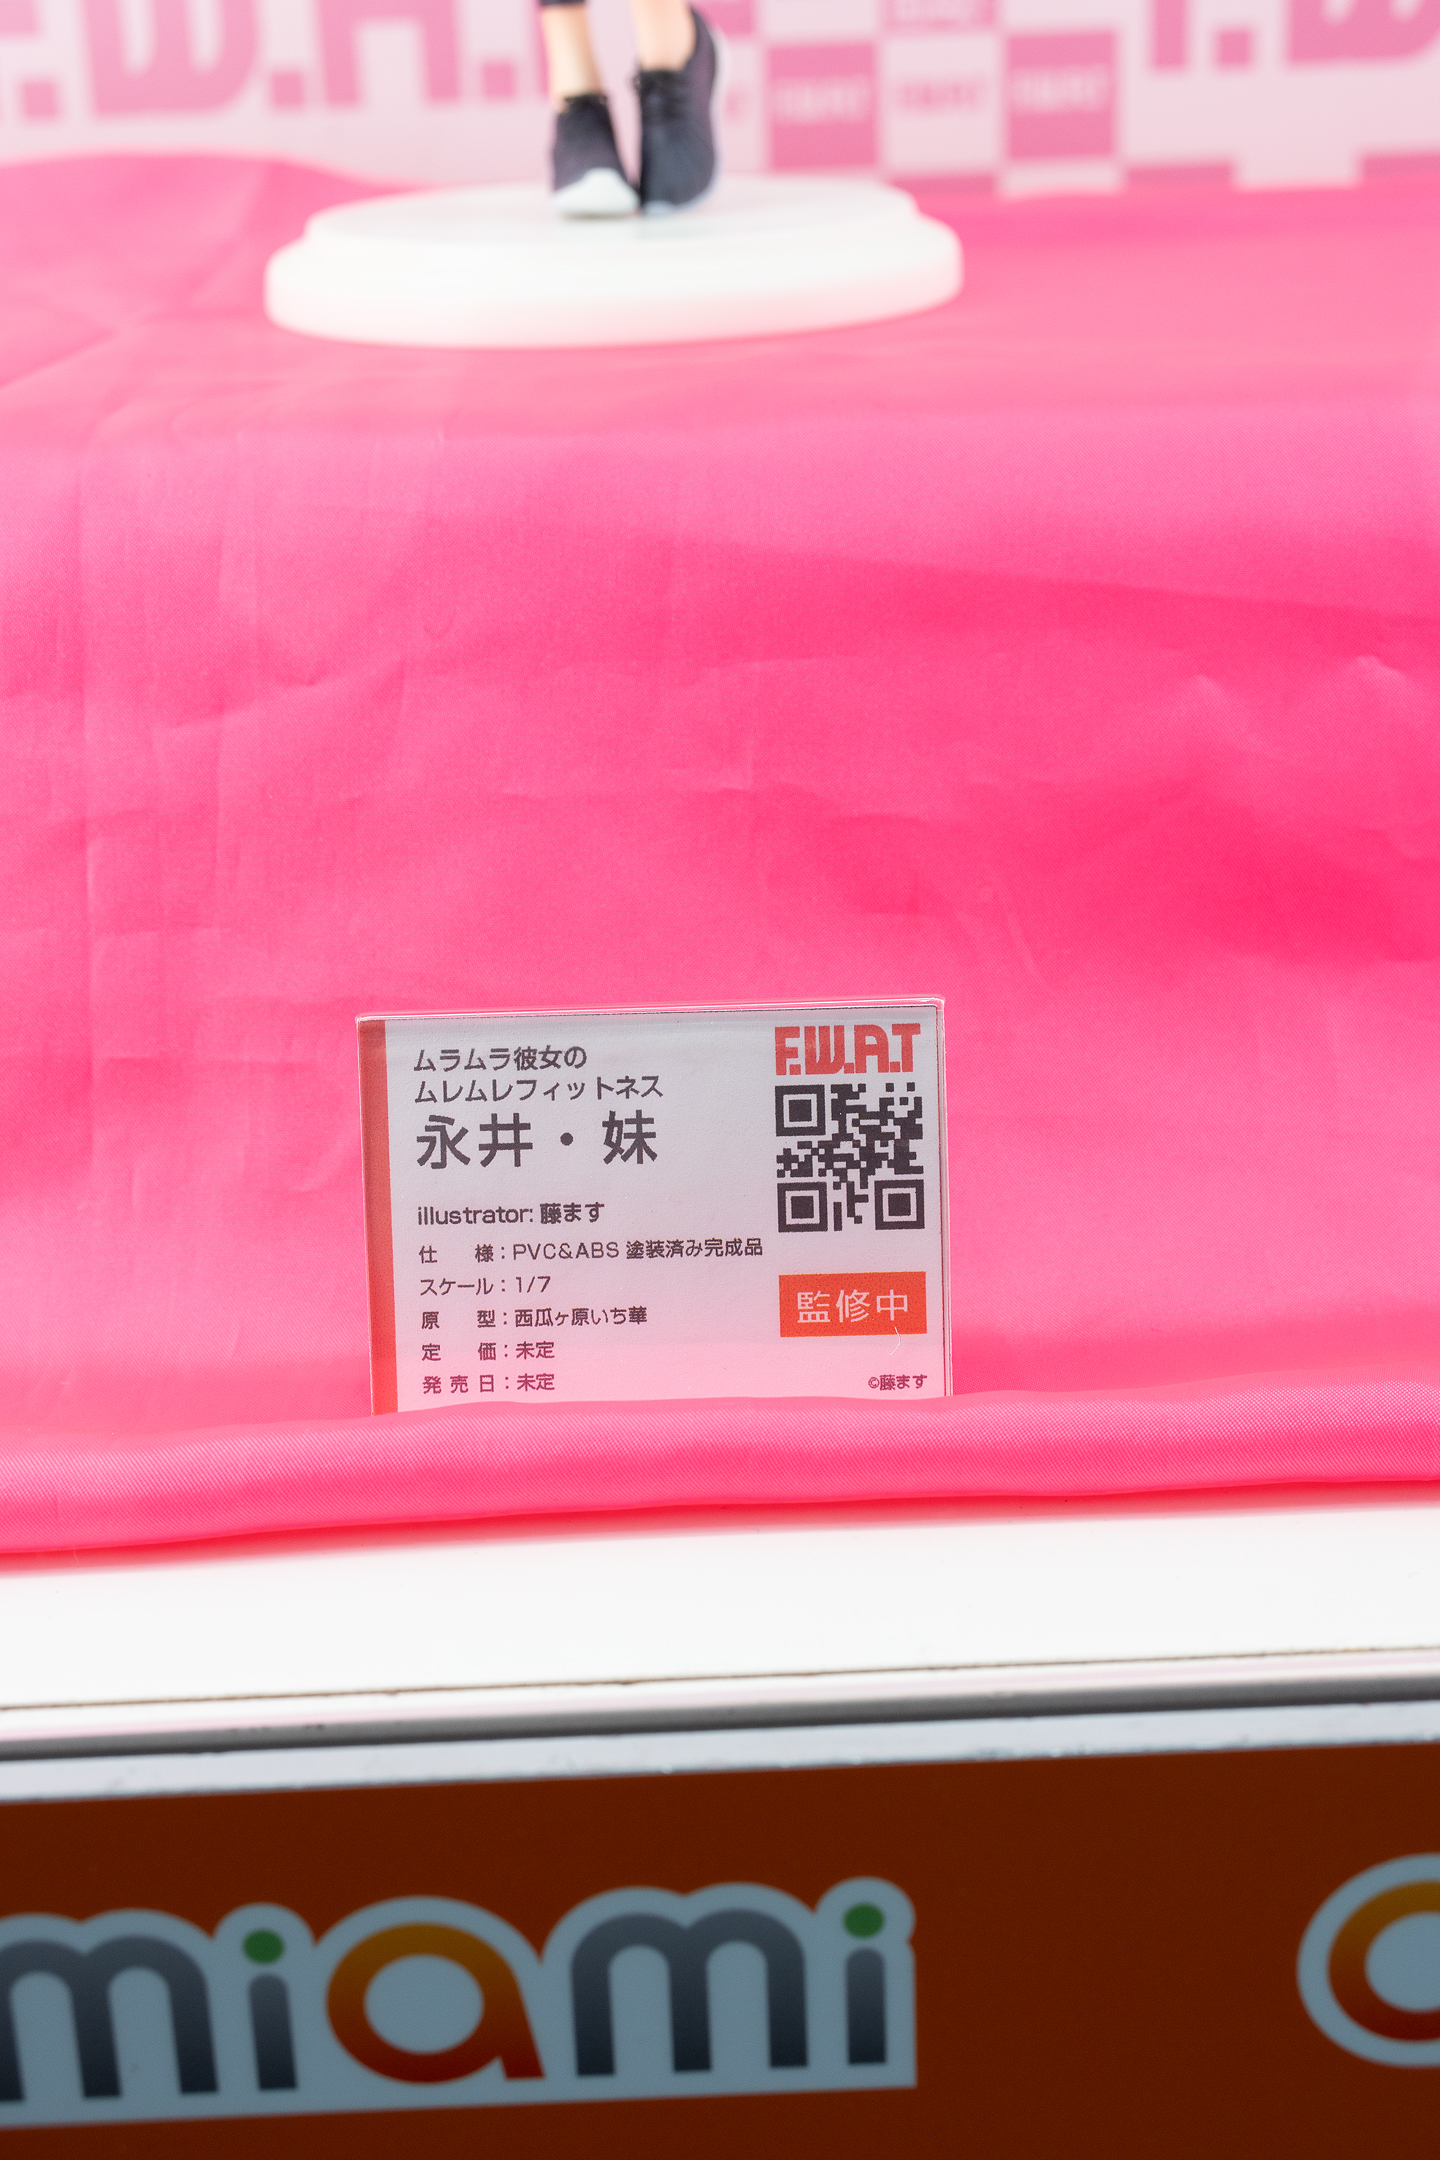 F.W.A.T
ムラムラ彼女の
ムレムレフィットネス
永井・妹
illustrator: 藤ます
仕 様：PVC&ABS 塗装済み完成品
スケール：1/7
原 型：西瓜ヶ原いち華
定 価：未定
発売日：未定
監修中
©藤ます
miami